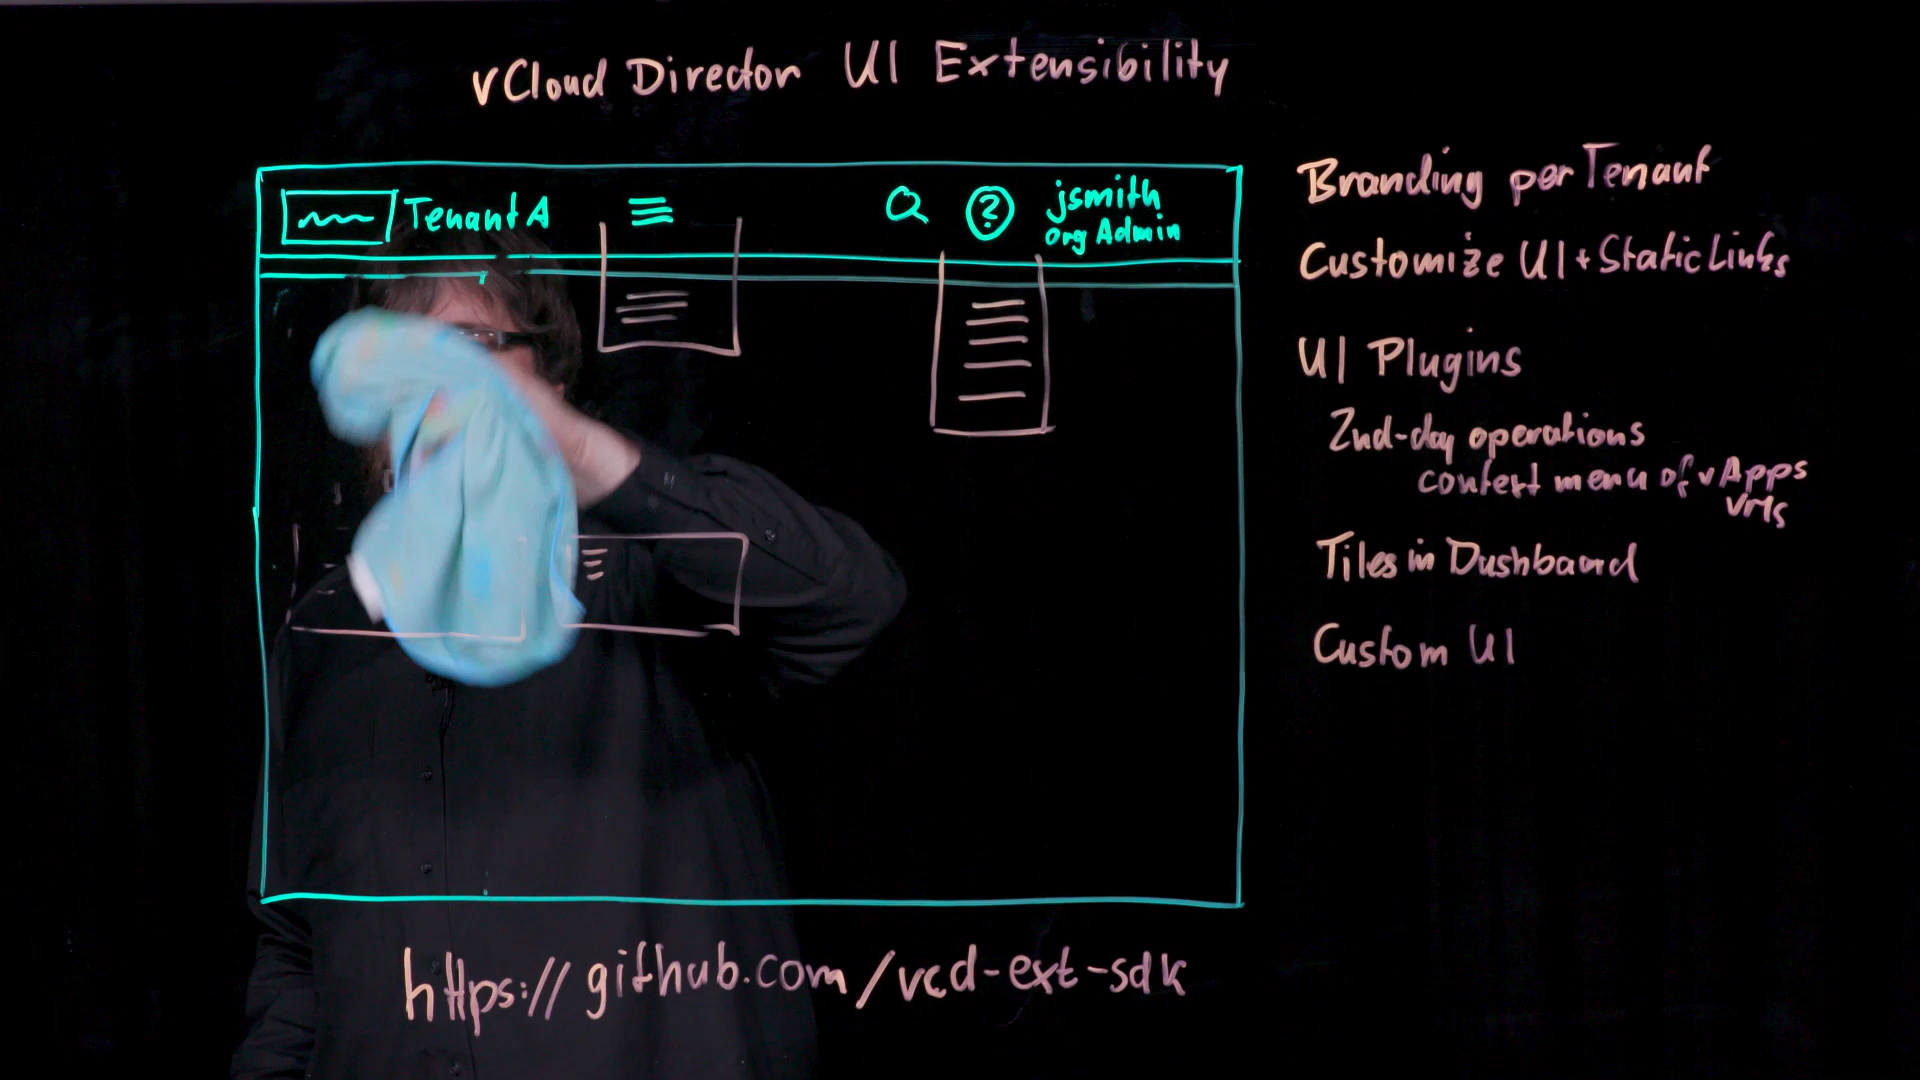 vCloud Director UI Extensibility
Tenant A
?
jsmith
Org Admin
Branding per Tenant
Customize UI + Static Links
UI Plugins
2nd-day operations
context menu of vApps
VMs
Tiles in Dashboard
Custom UI
https://github.com/vcd-ext-sdk